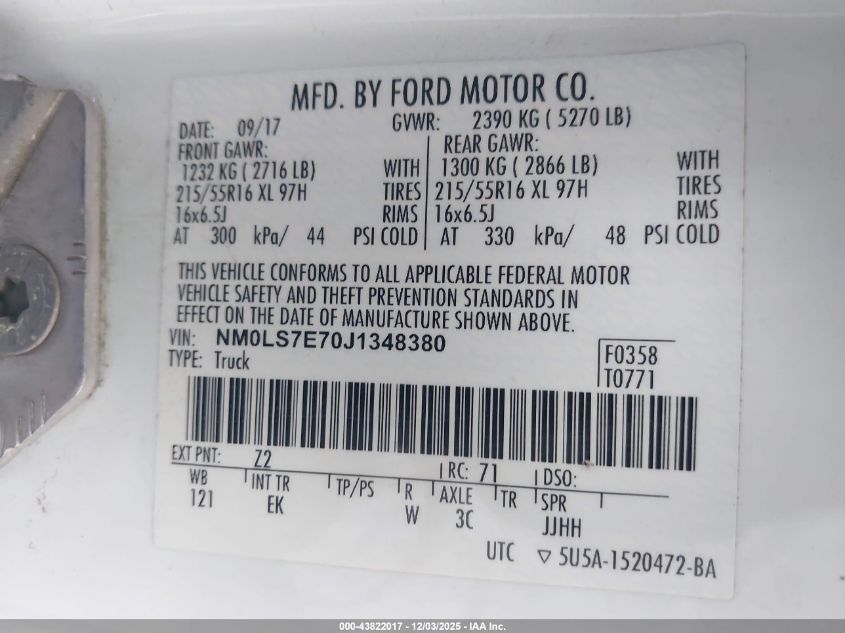 MFD. BY FORD MOTOR CO.
DATE: 09/17 GVWR: 2390 KG ( 5270 LB)
FRONT GAWR: REAR GAWR:
1232 KG ( 2716 LB) WITH 1300 KG ( 2866 LB) WITH
215/55R16 XL 97H TIRES 215/55R16 XL 97H TIRES
16x6.5J RIMS 16x6.5J RIMS
AT 300 kPa/ 44 PSI COLD AT 330 kPa/ 48 PSI COLD
THIS VEHICLE CONFORMS TO ALL APPLICABLE FEDERAL MOTOR
VEHICLE SAFETY AND THEFT PREVENTION STANDARDS IN
EFFECT ON THE DATE OF MANUFACTURE SHOWN ABOVE.
VIN: NM0LS7E70J1348380
TYPE: Truck
F0358
T0771
EXT PNT: Z2 RC: 71 DSO:
WB INT TR TP/PS R AXLE TR SPR
121 EK W 3C JJHH
UTC ▽ 5U5A-1520472-BA
000-43822017 - 12/03/2025 - IAA Inc.